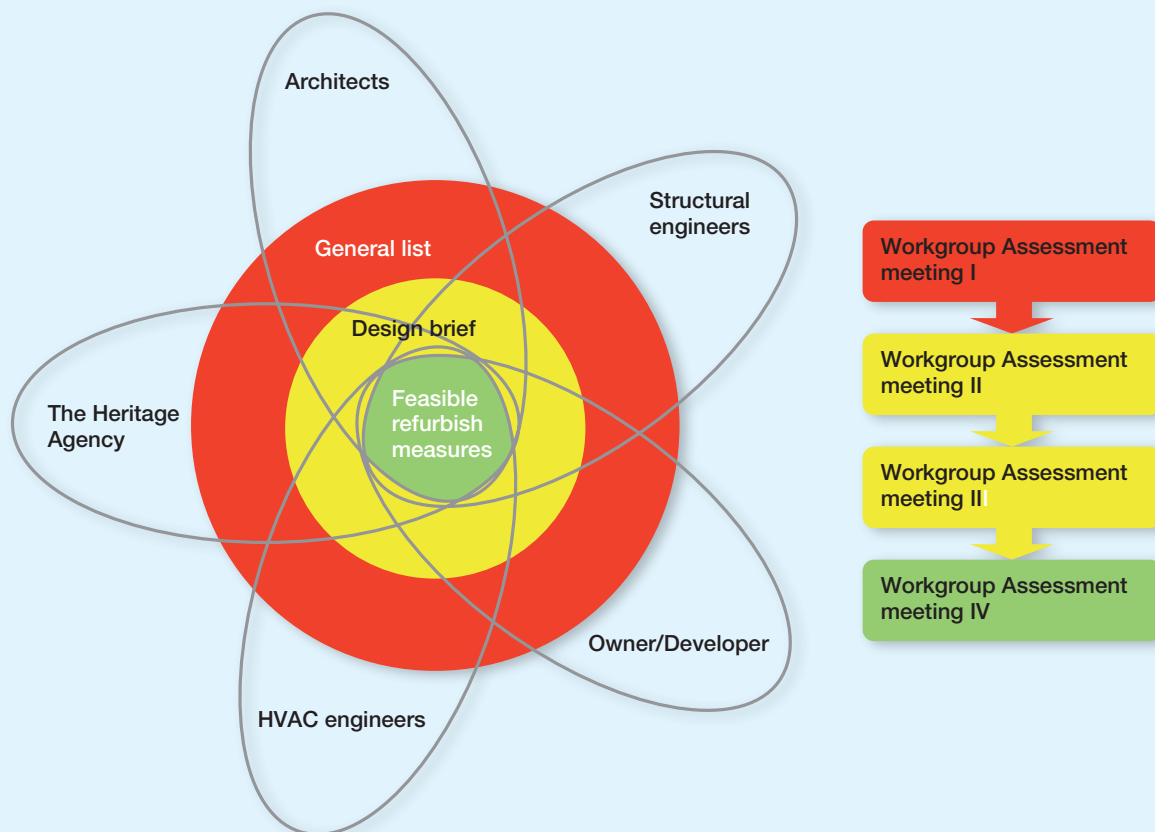 Architects
Structural
engineers
General list
Design brief
The Heritage
Agency
Feasible
refurbish
measures
Owner/Developer
HVAC engineers
Workgroup Assessment
meeting I
Workgroup Assessment
meeting II
Workgroup Assessment
meeting III
Workgroup Assessment
meeting IV